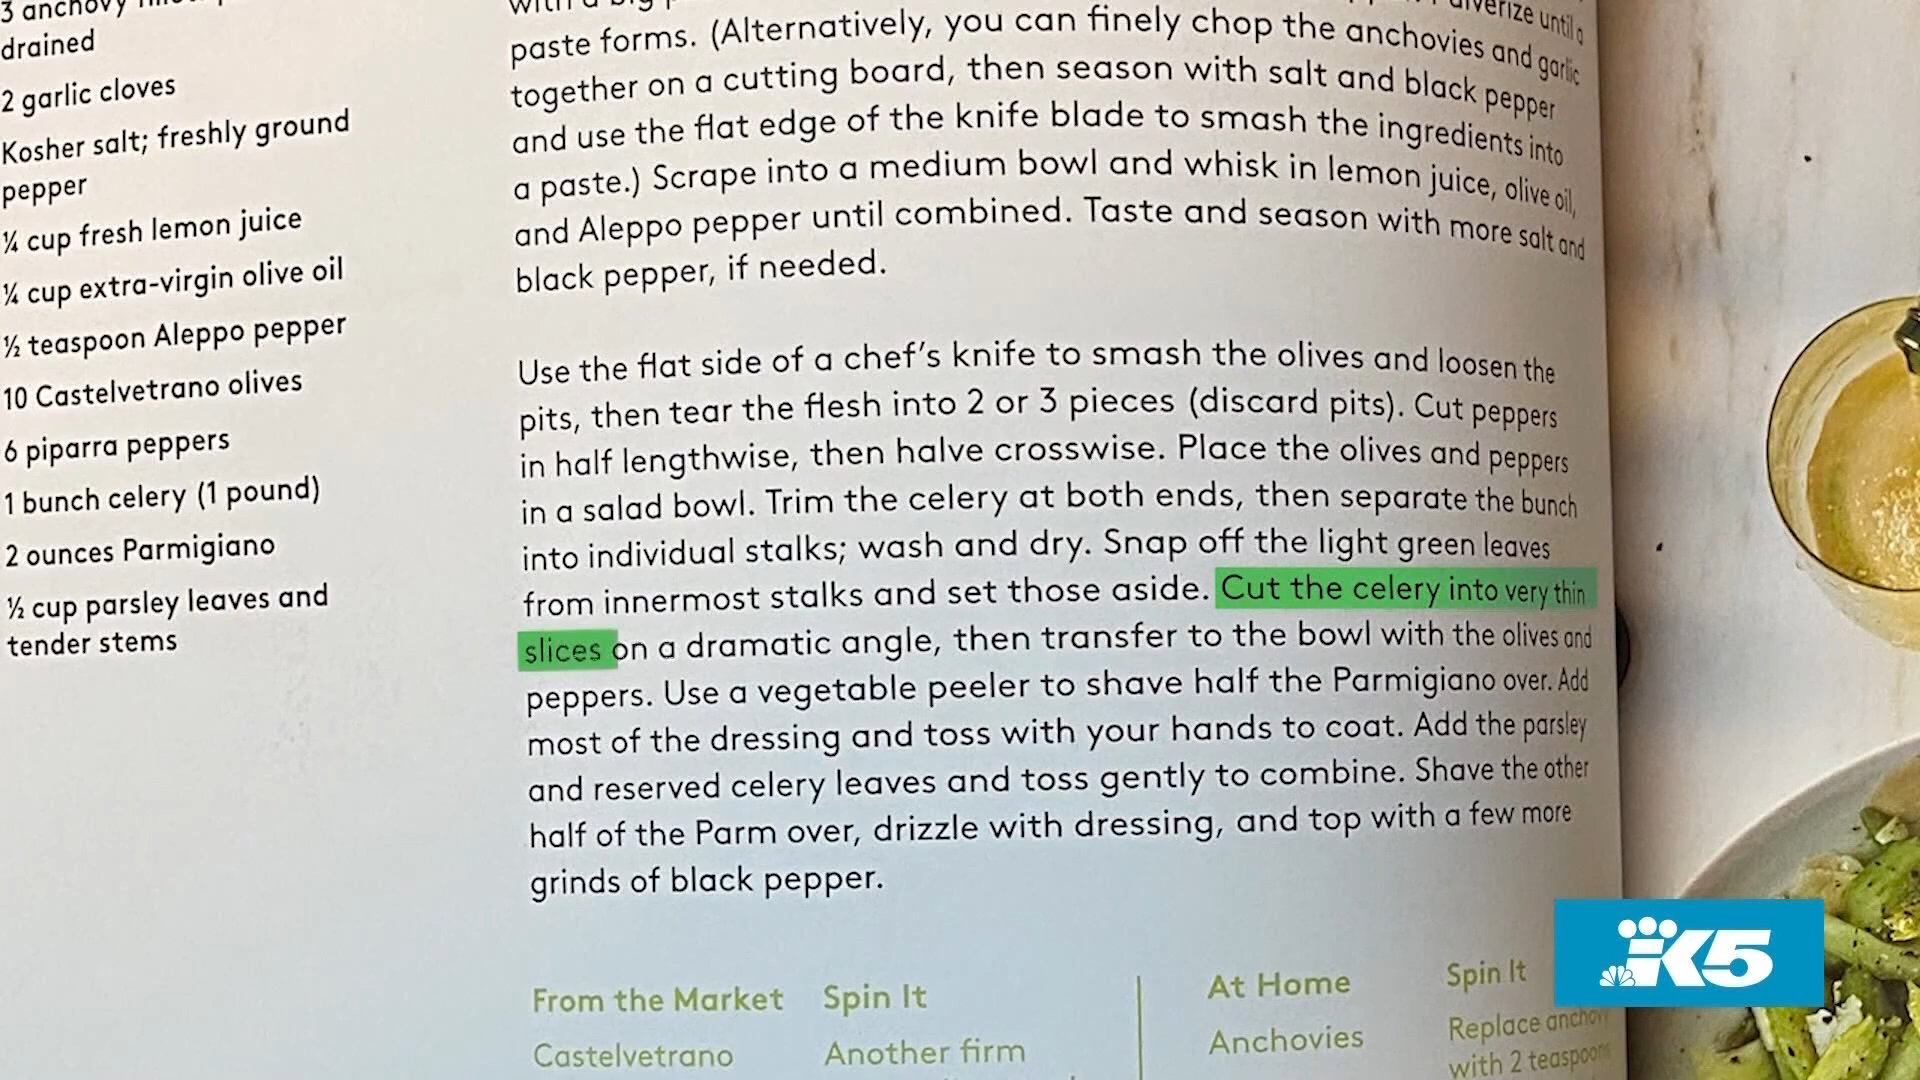 3 anchovy
drained
2 garlic cloves
Kosher salt; freshly ground
pepper
¼ cup fresh lemon juice
¼ cup extra-virgin olive oil
½ teaspoon Aleppo pepper
10 Castelvetrano olives
6 piparra peppers
1 bunch celery (1 pound)
2 ounces Parmigiano
½ cup parsley leaves and
tender stems
with a big
until a
paste forms. (Alternatively, you can finely chop the anchovies and garlic
together on a cutting board, then season with salt and black pepper
and use the flat edge of the knife blade to smash the ingredients into
a paste.) Scrape into a medium bowl and whisk in lemon juice, olive oil,
and Aleppo pepper until combined. Taste and season with more salt and
black pepper, if needed.
Use the flat side of a chef's knife to smash the olives and loosen the
pits, then tear the flesh into 2 or 3 pieces (discard pits). Cut peppers
in half lengthwise, then halve crosswise. Place the olives and peppers
in a salad bowl. Trim the celery at both ends, then separate the bunch
into individual stalks; wash and dry. Snap off the light green leaves
from innermost stalks and set those aside. Cut the celery into very thin
slices on a dramatic angle, then transfer to the bowl with the olives and
peppers. Use a vegetable peeler to shave half the Parmigiano over. Add
most of the dressing and toss with your hands to coat. Add the parsley
and reserved celery leaves and toss gently to combine. Shave the other
half of the Parm over, drizzle with dressing, and top with a few more
grinds of black pepper.
From the Market
Castelvetrano
Spin It
Another firm
At Home
Anchovies
Spin It
Replace
with 2 teaspoons
K5